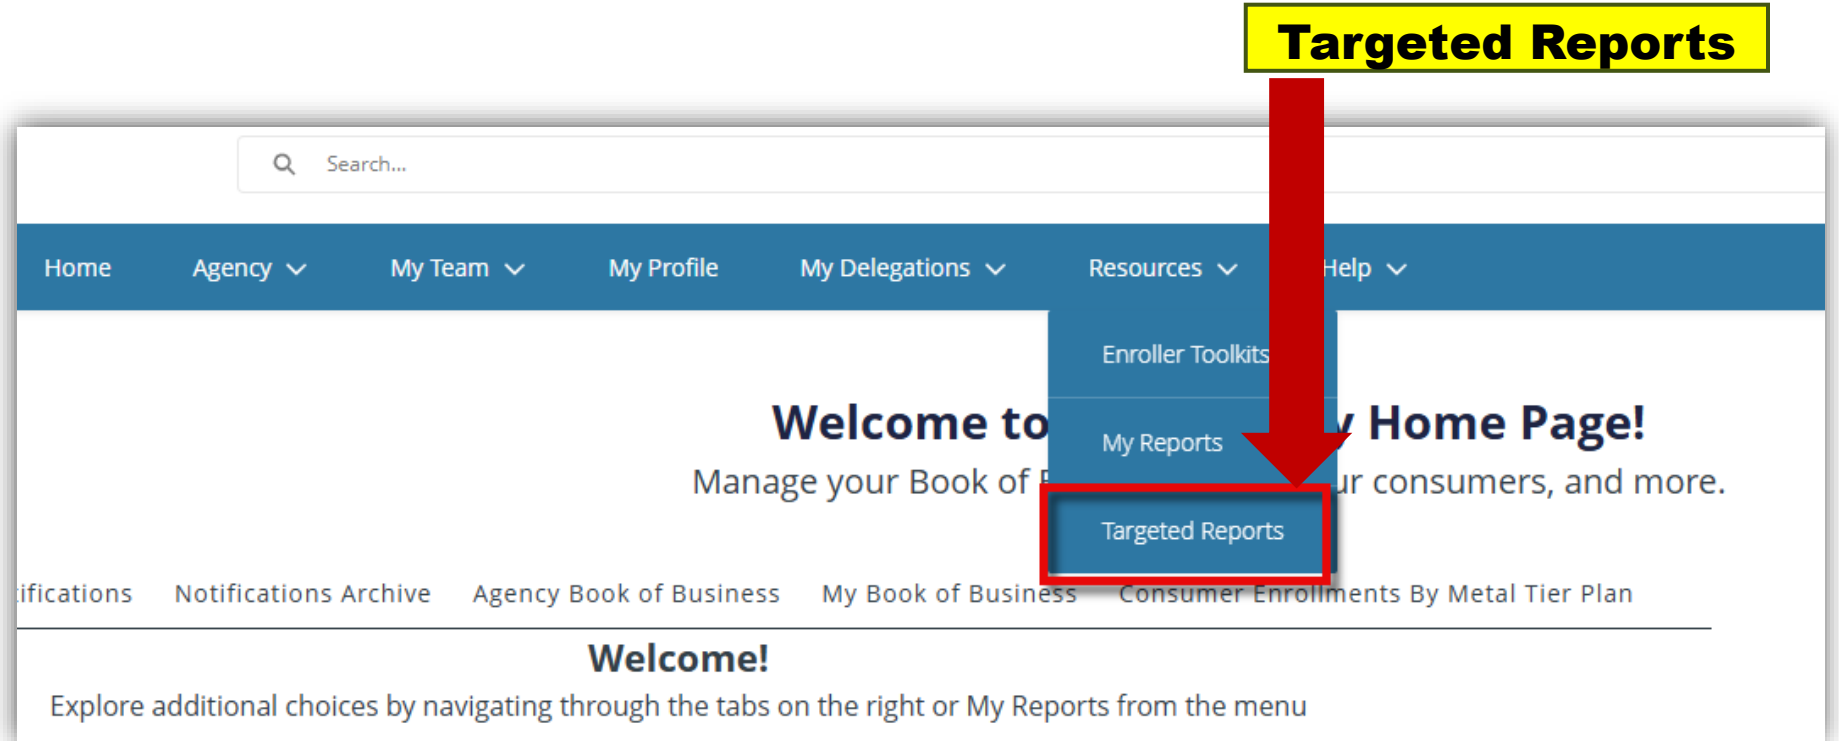 Targeted Reports
Search...
Home Agency My Team My Profile My Delegations Resources Help
Enroller Toolkits
Welcome to Home Page!
My Reports
Manage your Book of consumers, and more.
Targeted Reports
Notifications Archive Agency Book of Business My Book of Business Consumer Enrollments By Metal Tier Plan
Welcome!
Explore additional choices by navigating through the tabs on the right or My Reports from the menu